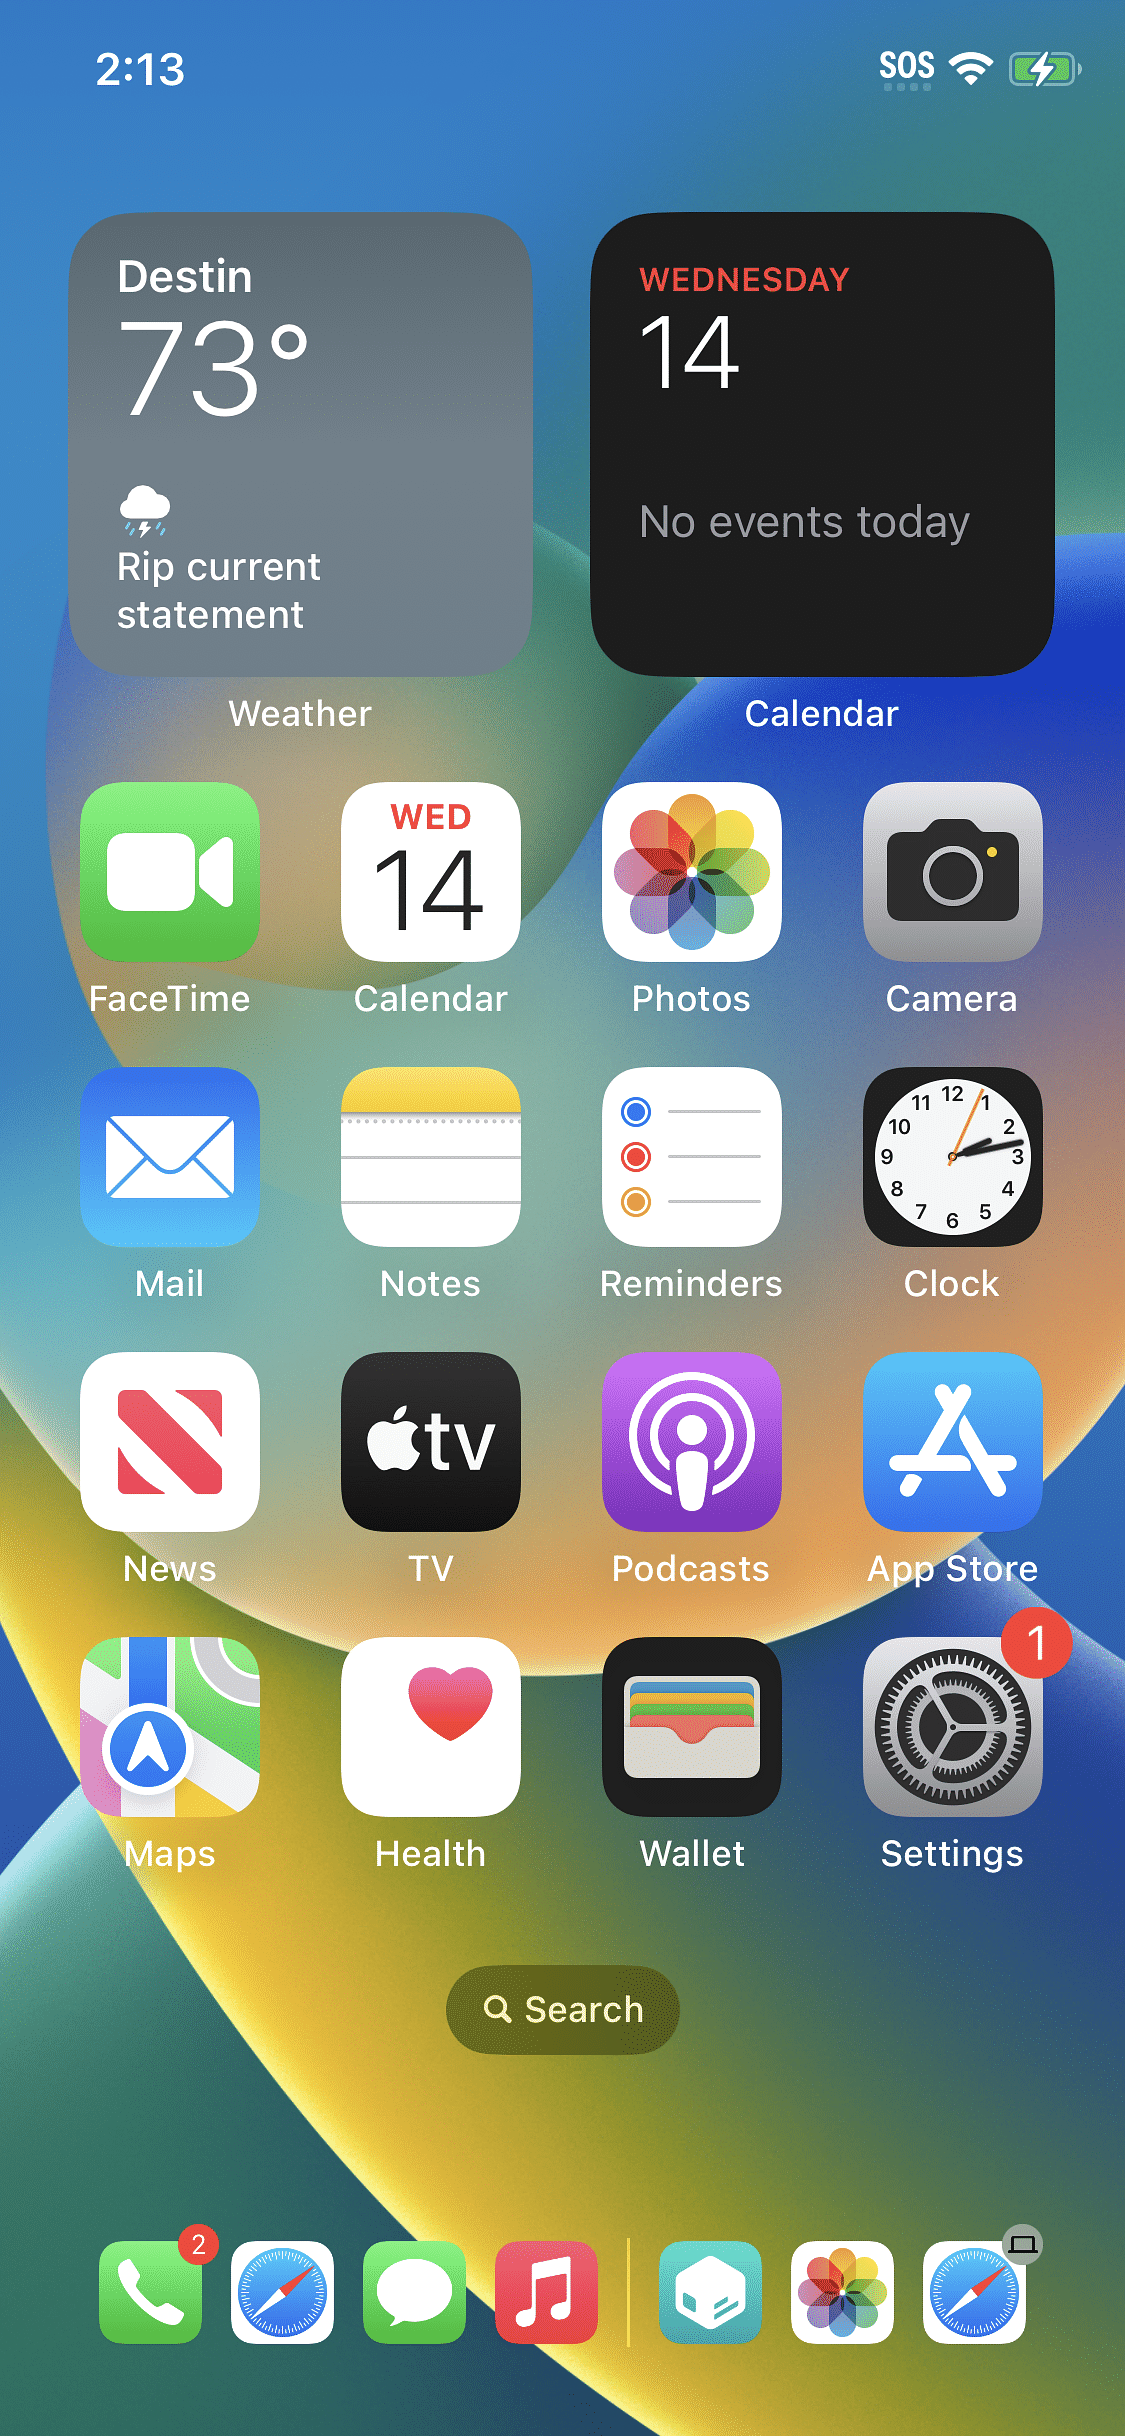 2:13
SOS
Destin
73°
Rip current
statement
Weather
WEDNESDAY
14
No events today
Calendar
FaceTime
WED
14
Calendar
Photos
Camera
Mail
Notes
Reminders
12
1
2
3
4
5
6
7
8
9
10
11
Clock
News
tv
TV
Podcasts
App Store
Maps
Health
Wallet
1
Settings
Search
2